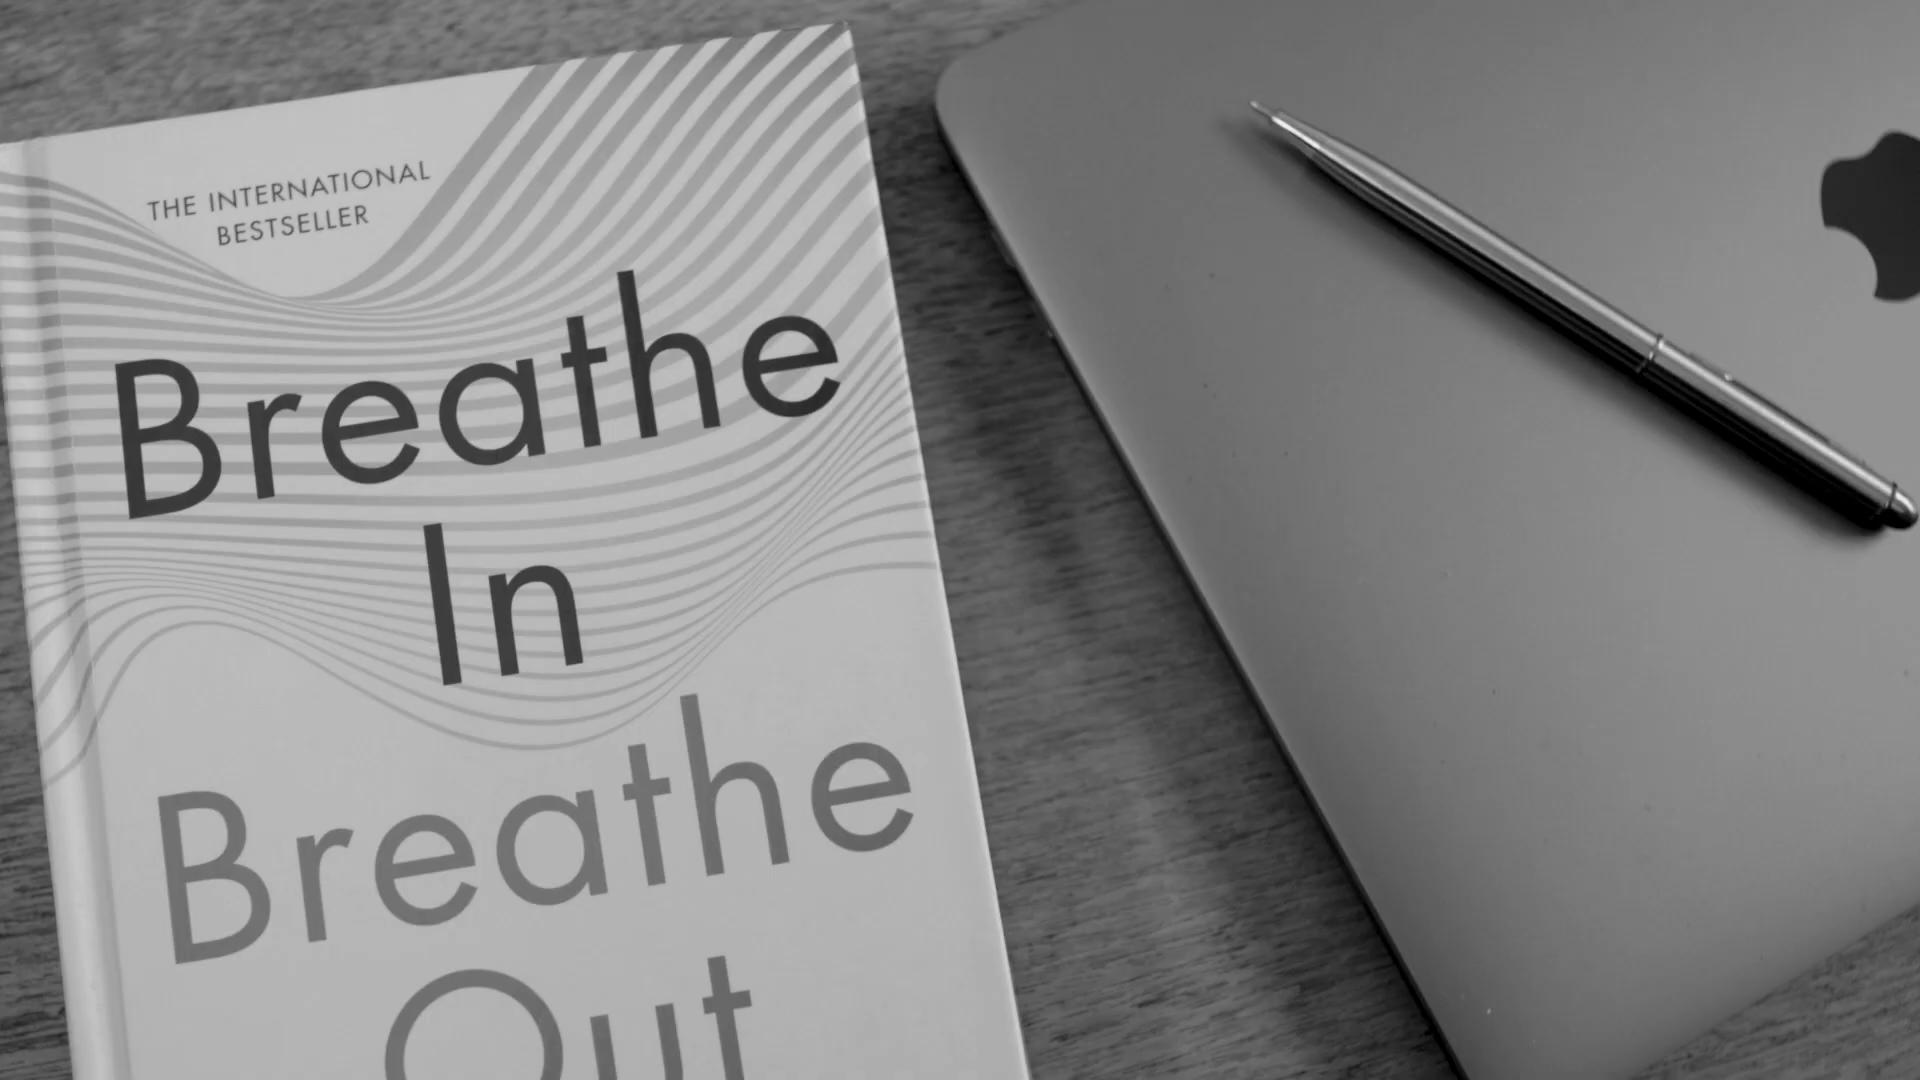 THE INTERNATIONAL
BESTSELLER
Breathe
In
Breathe
Out